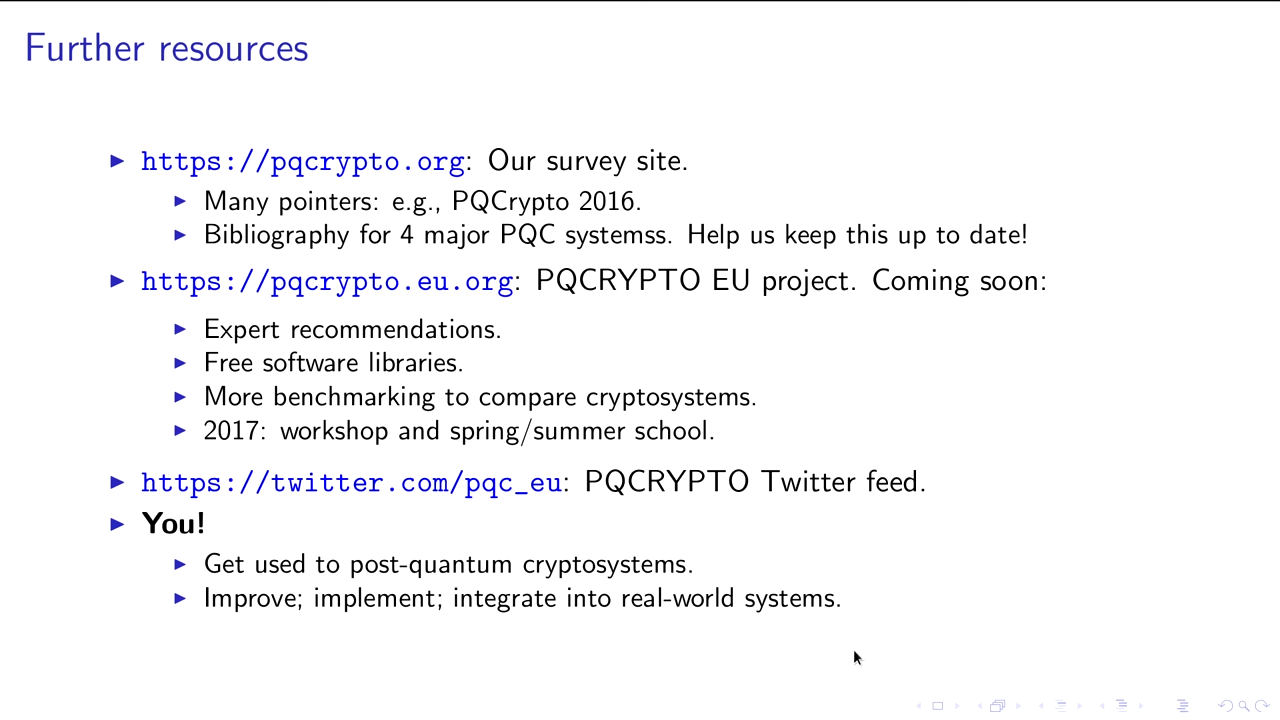 Further resources
https://pqcrypto.org: Our survey site.
Many pointers: e.g., PQCrypto 2016.
Bibliography for 4 major PQC systemss. Help us keep this up to date!
https://pqcrypto.eu.org: PQCRYPTO EU project. Coming soon:
Expert recommendations.
Free software libraries.
More benchmarking to compare cryptosystems.
2017: workshop and spring/summer school.
https://twitter.com/pqc_eu: PQCRYPTO Twitter feed.
You!
Get used to post-quantum cryptosystems.
Improve; implement; integrate into real-world systems.